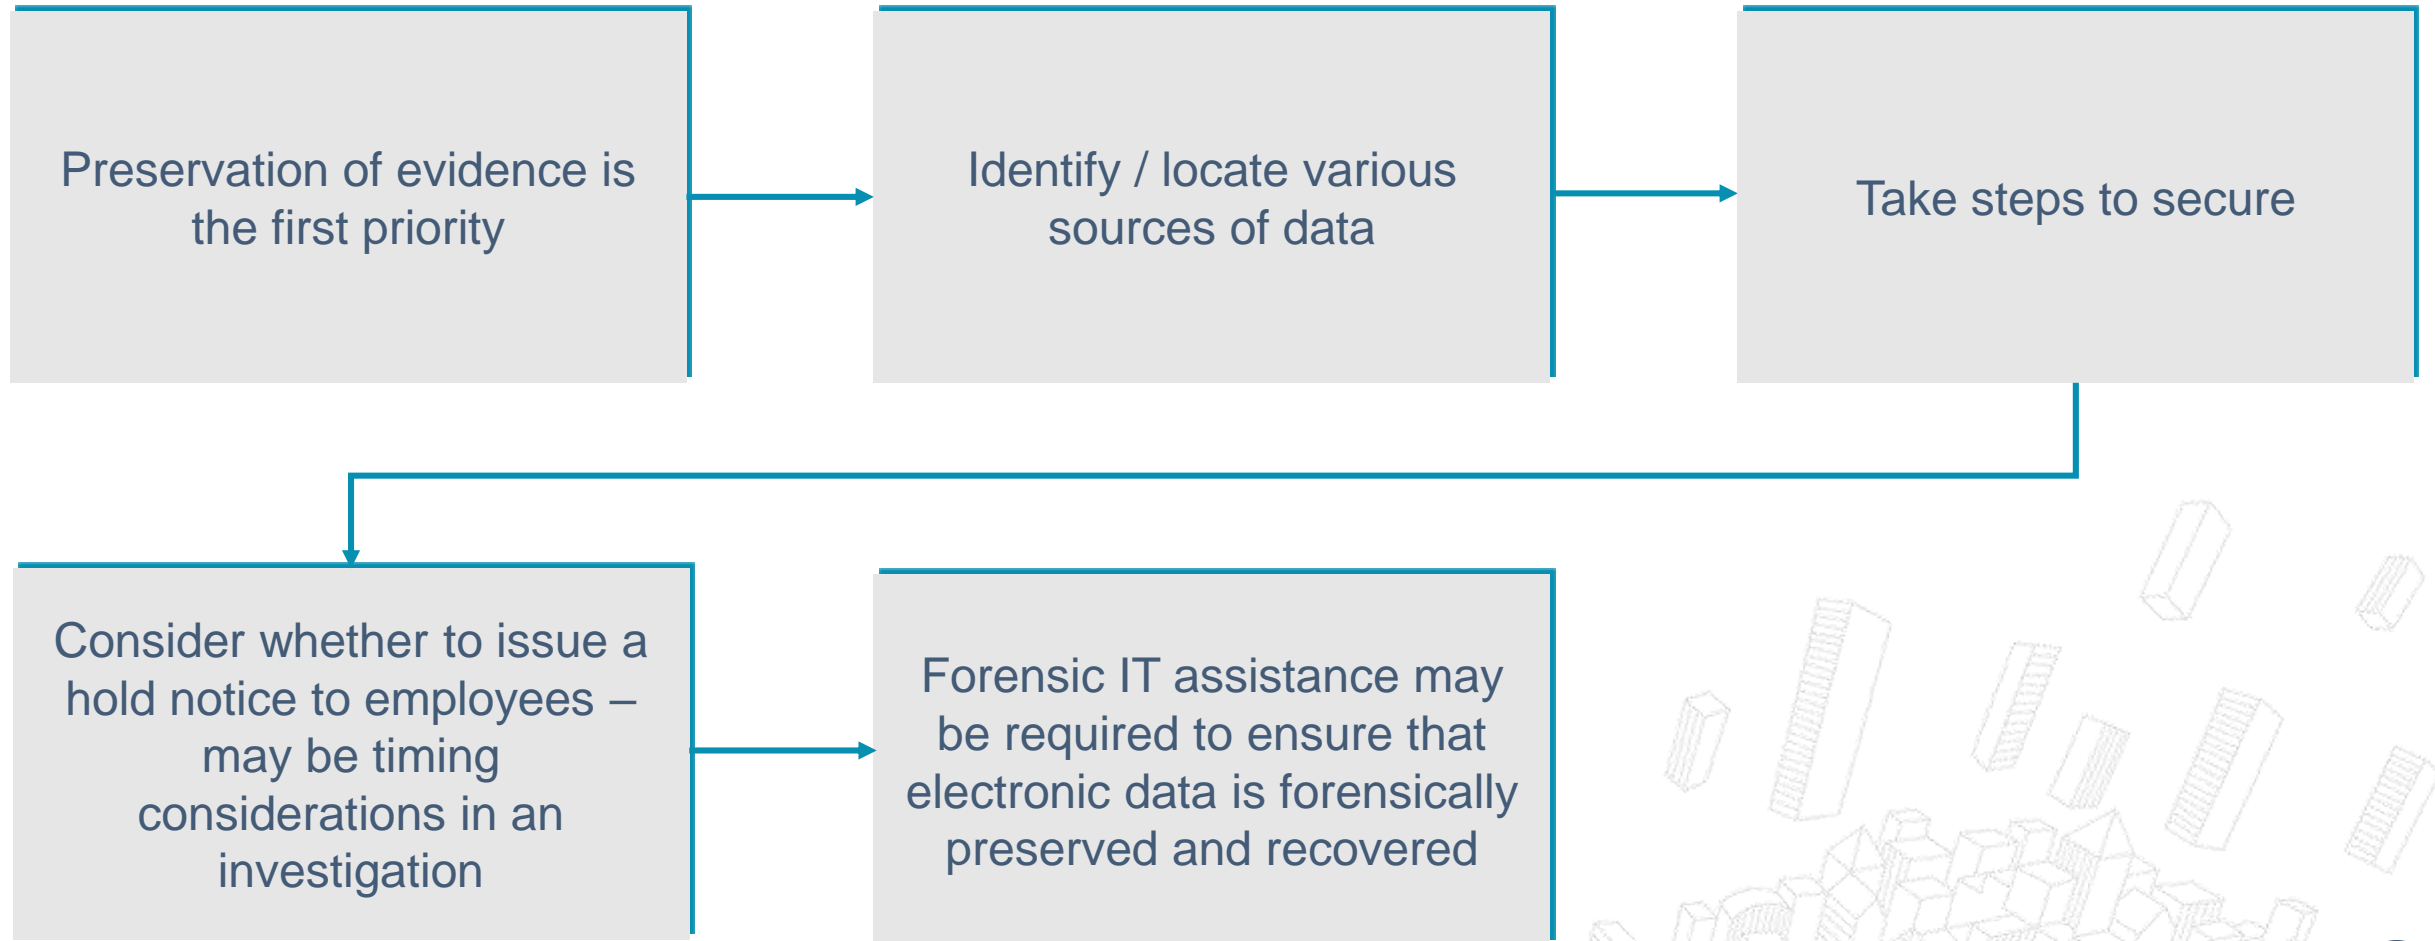 Preservation of evidence is
the first priority
Identify / locate various
sources of data
Take steps to secure
Consider whether to issue a
hold notice to employees –
may be timing
considerations in an
investigation
Forensic IT assistance may
be required to ensure that
electronic data is forensically
preserved and recovered